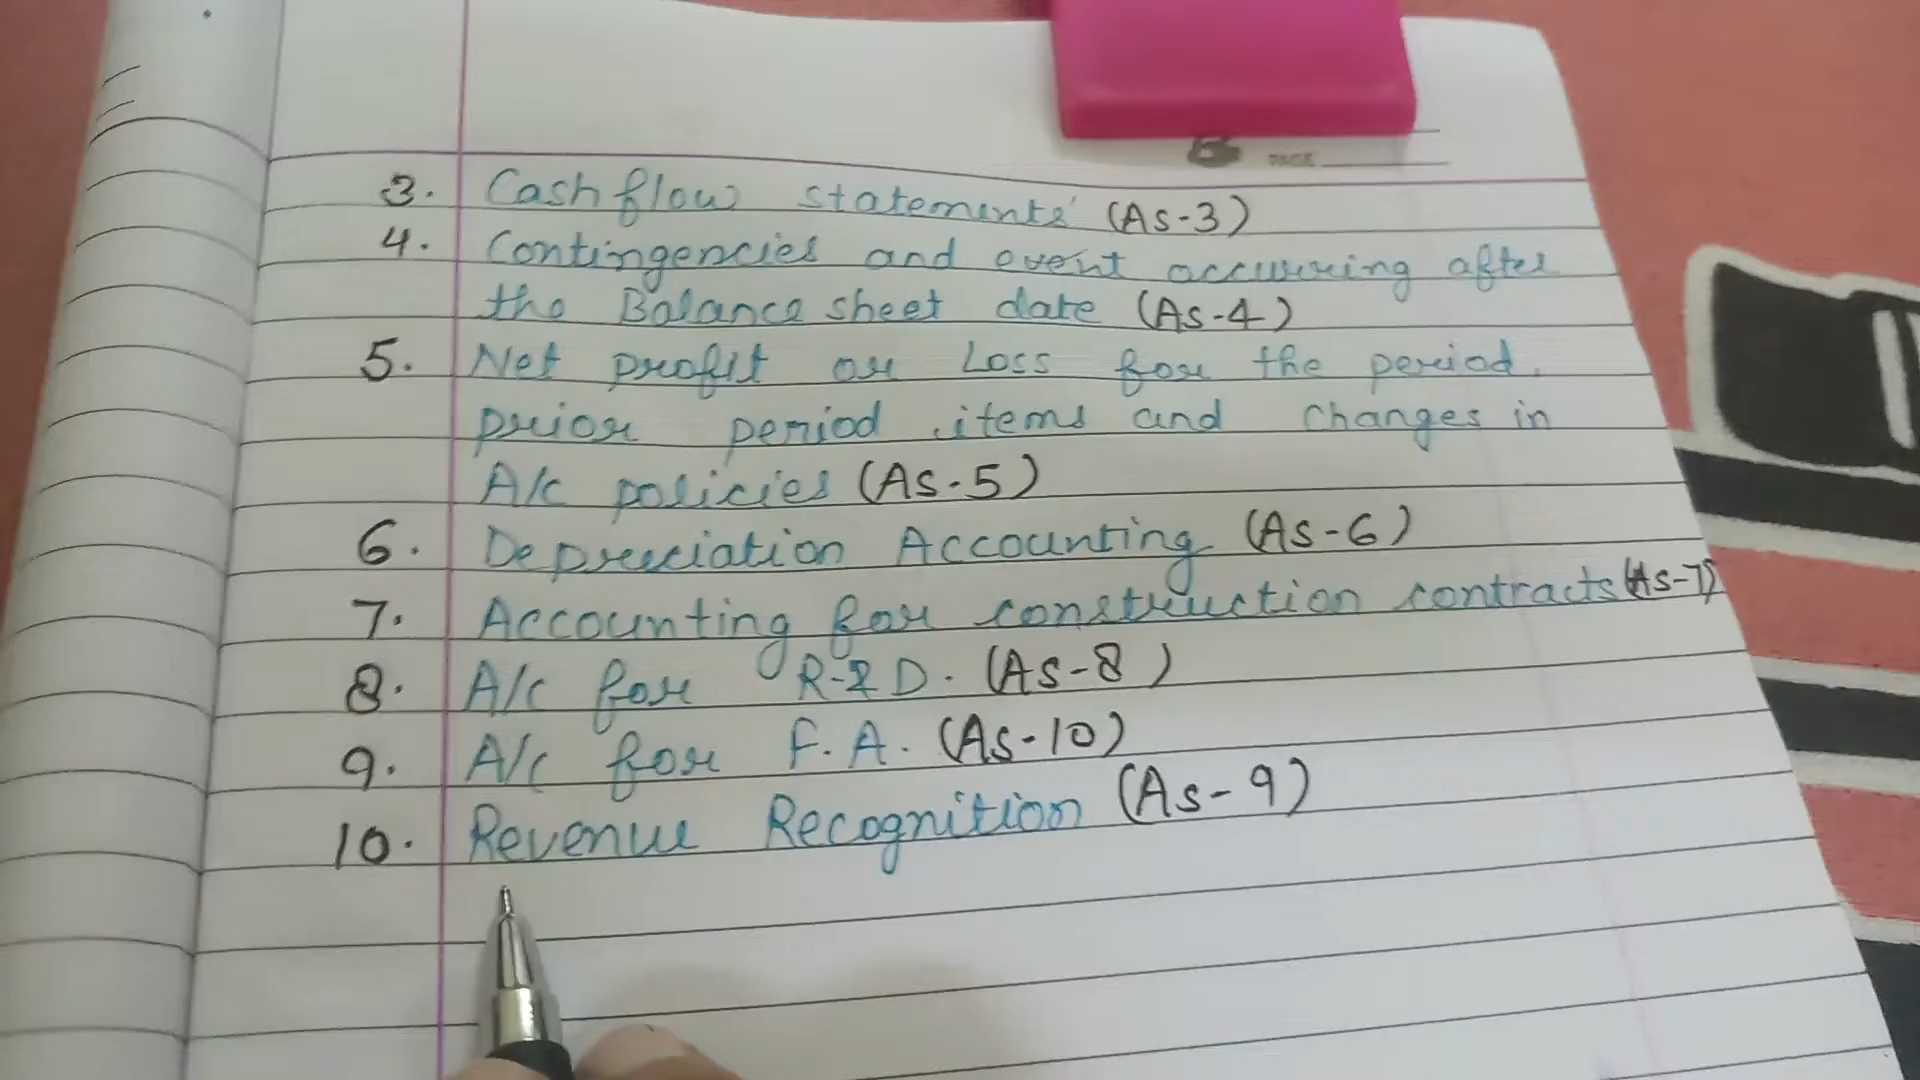 PAGE
3. Cash flow statements (As-3)
4. Contingencies and event accurring after
the Balance sheet date (As-4)
5. Net profit or Loss for the period.
prior period items and changes in
A/c policies (As-5)
6. Depreciation Accounting (As-6)
7. Accounting for construction contracts (As-7)
8. A/c for R&D. (As-8)
9. A/c for F.A. (As-10)
10. Revenue Recognition (As-9)